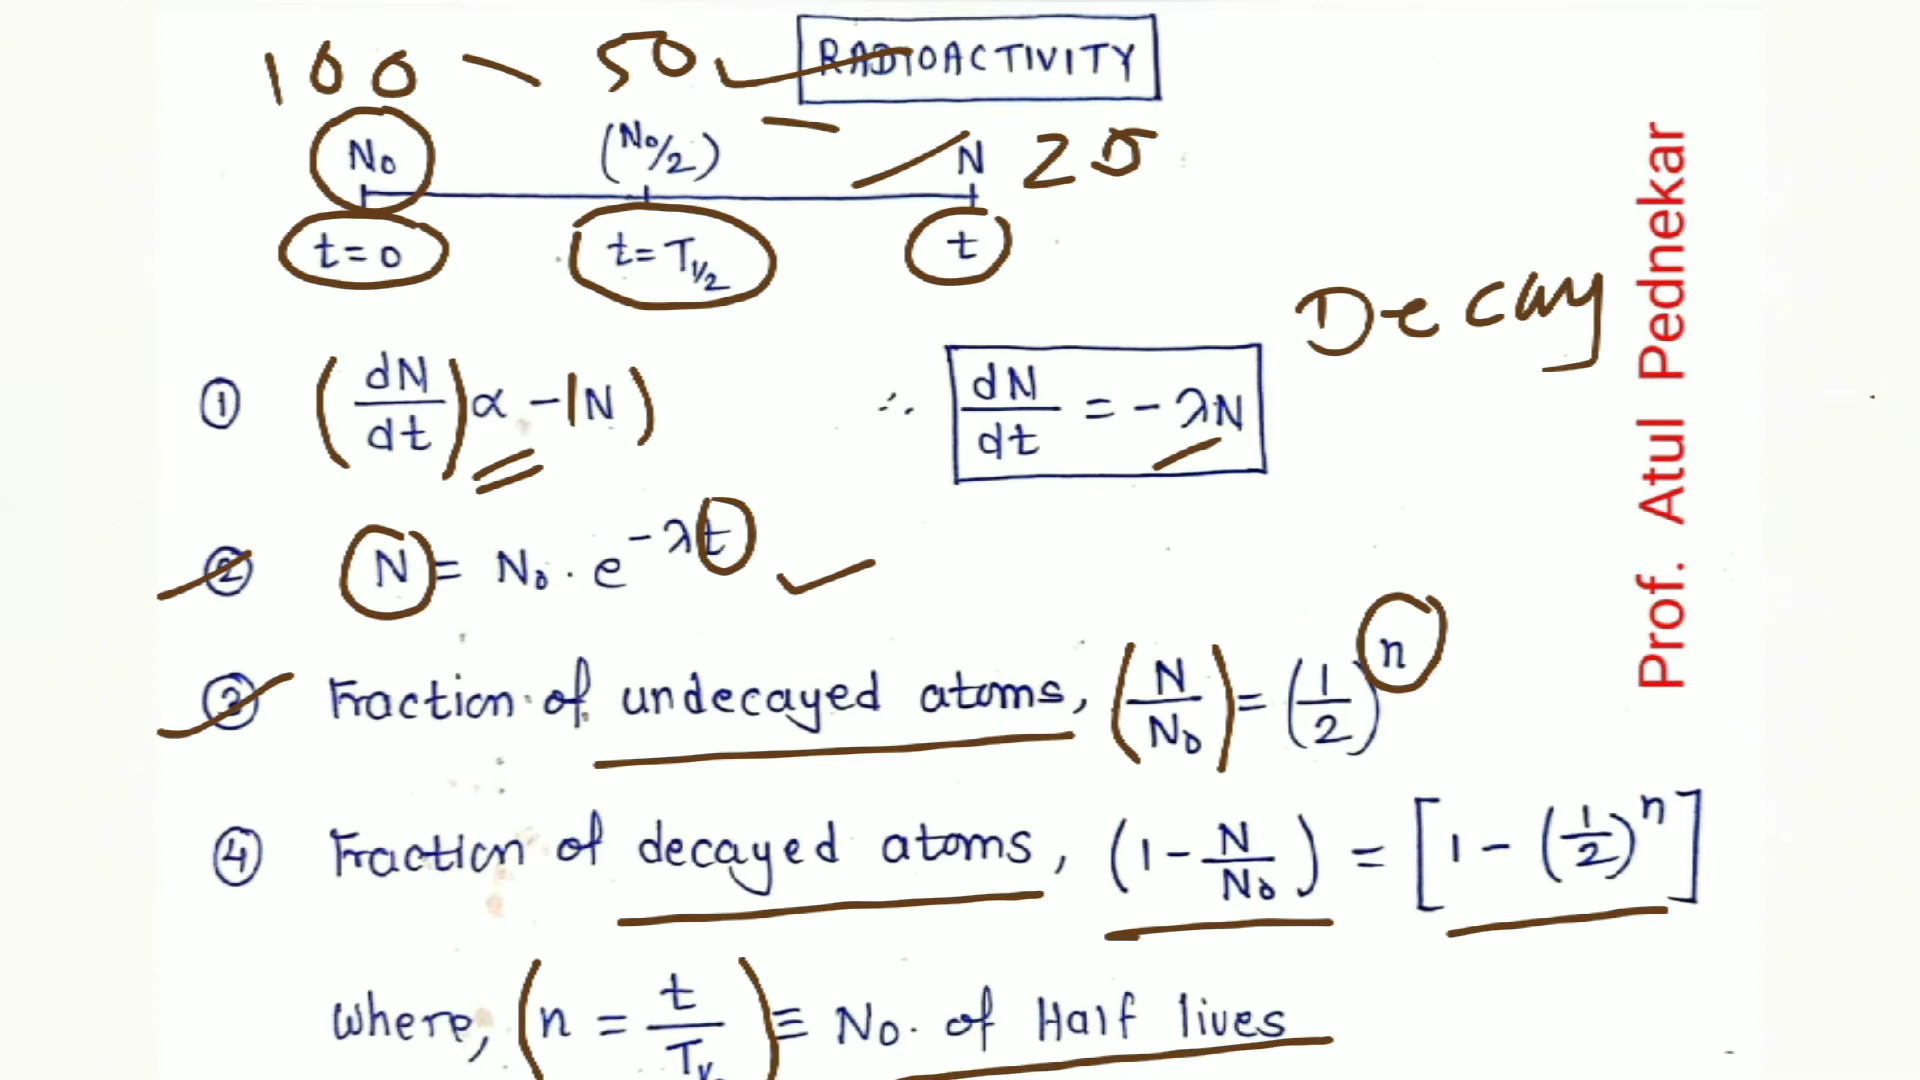 100 - 50 RADIOACTIVITY
N₀ (N₀/2) N 25
t=0 t=T½ t
Decay
① (dN/dt) α -(N) ∴ dN/dt = -λN
② N = N₀ . e^-λt
③ Fraction of undecayed atoms, (N/N₀) = (1/2)^n
④ Fraction of decayed atoms, (1 - N/N₀) = [1 - (1/2)^n]
where, (n = t/T½) = No. of Half lives
Prof. Atul Pednekar